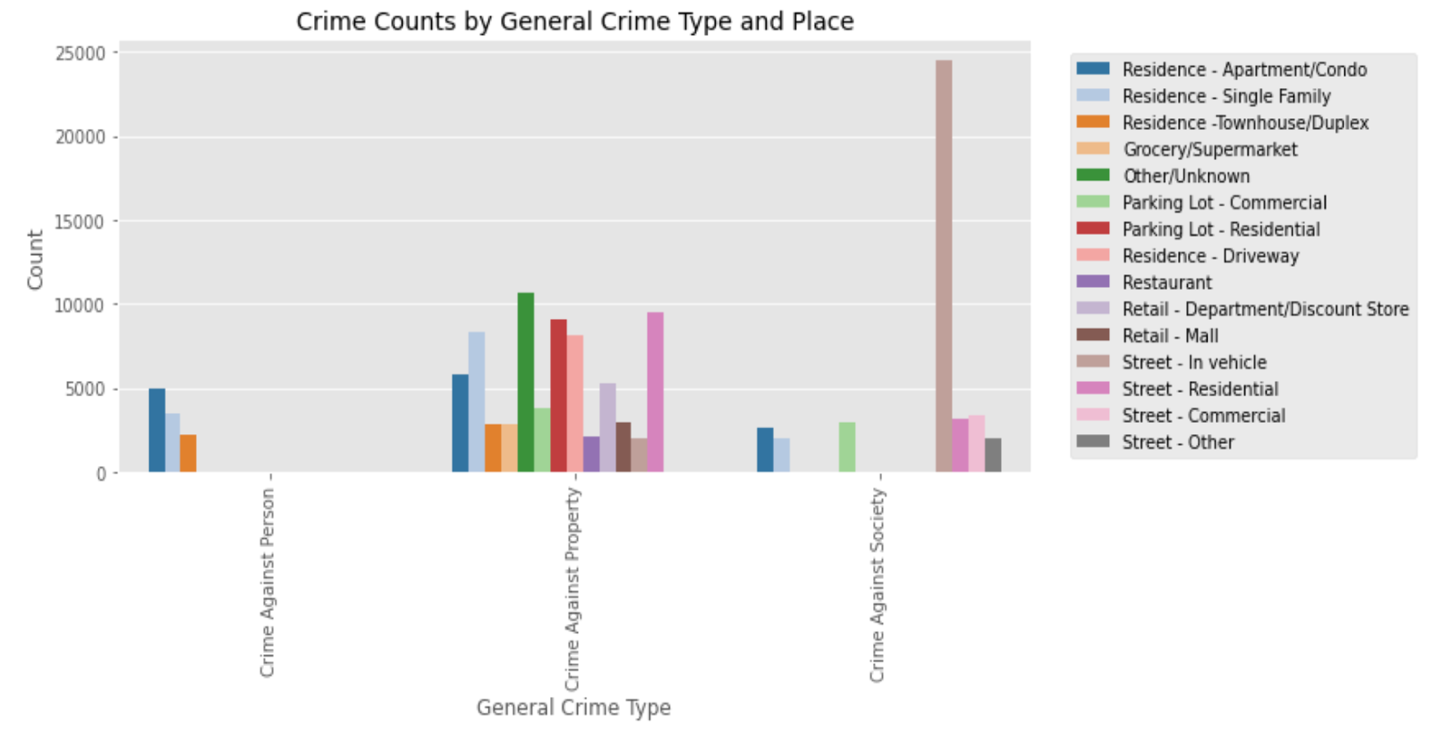 Crime Counts by General Crime Type and Place
25000
20000
15000
10000
5000
0
Count
Crime Against Person
Crime Against Property
Crime Against Society
General Crime Type
Residence - Apartment/Condo
Residence - Single Family
Residence -Townhouse/Duplex
Grocery/Supermarket
Other/Unknown
Parking Lot - Commercial
Parking Lot - Residential
Residence - Driveway
Restaurant
Retail - Department/Discount Store
Retail - Mall
Street - In vehicle
Street - Residential
Street - Commercial
Street - Other